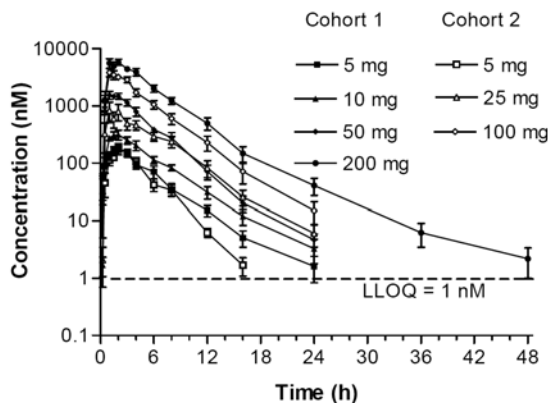 Cohort 1 Cohort 2
5 mg 5 mg
10 mg 25 mg
50 mg 100 mg
200 mg
Concentration (nM)
10000
1000
100
10
1
0.1
LLOQ = 1 nM
0 6 12 18 24 30 36 42 48
Time (h)